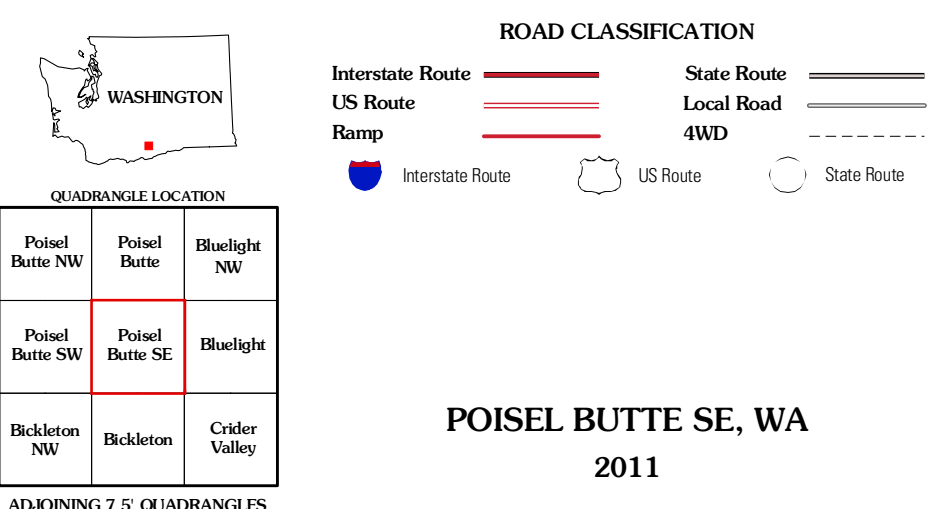 ROAD CLASSIFICATION
Interstate Route
State Route
US Route
Local Road
Ramp
4WD
Interstate Route
US Route
State Route
WASHINGTON
QUADRANGLE LOCATION
Poisel
Butte NW
Poisel
Butte
Bluelight
NW
Poisel
Butte SW
Poisel
Butte SE
Bluelight
Bickleton
NW
Bickleton
Crider
Valley
ADJOINING 7.5' QUADRANGLES
POISEL BUTTE SE, WA
2011